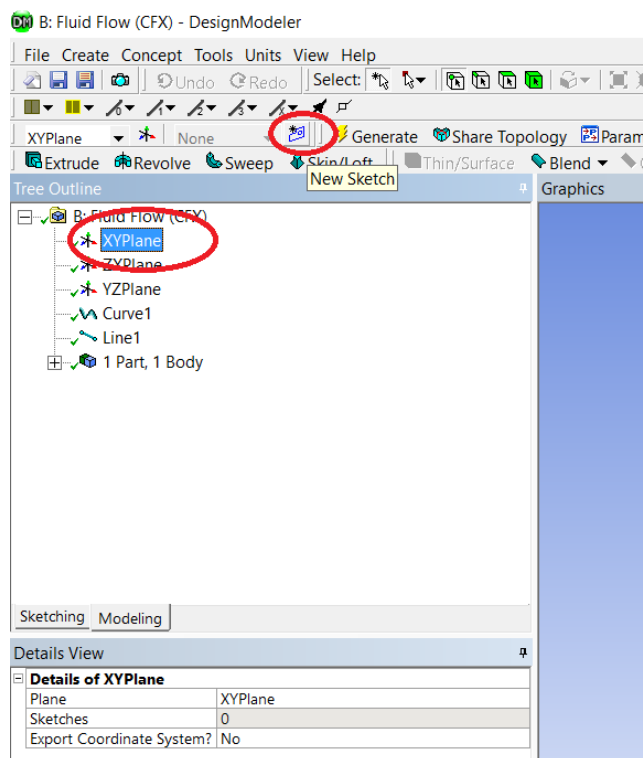 DM B: Fluid Flow (CFX) - DesignModeler
File Create Concept Tools Units View Help
Undo Redo Select:
XYPlane None Generate Share Topology Param
Extrude Revolve Sweep Skin/Loft Thin/Surface Blend
New Sketch
Tree Outline Graphics
B: Fluid Flow (CFX)
XYPlane
ZXPlane
YZPlane
Curve1
Line1
1 Part, 1 Body
Sketching Modeling
Details View
Details of XYPlane
Plane XYPlane
Sketches 0
Export Coordinate System? No